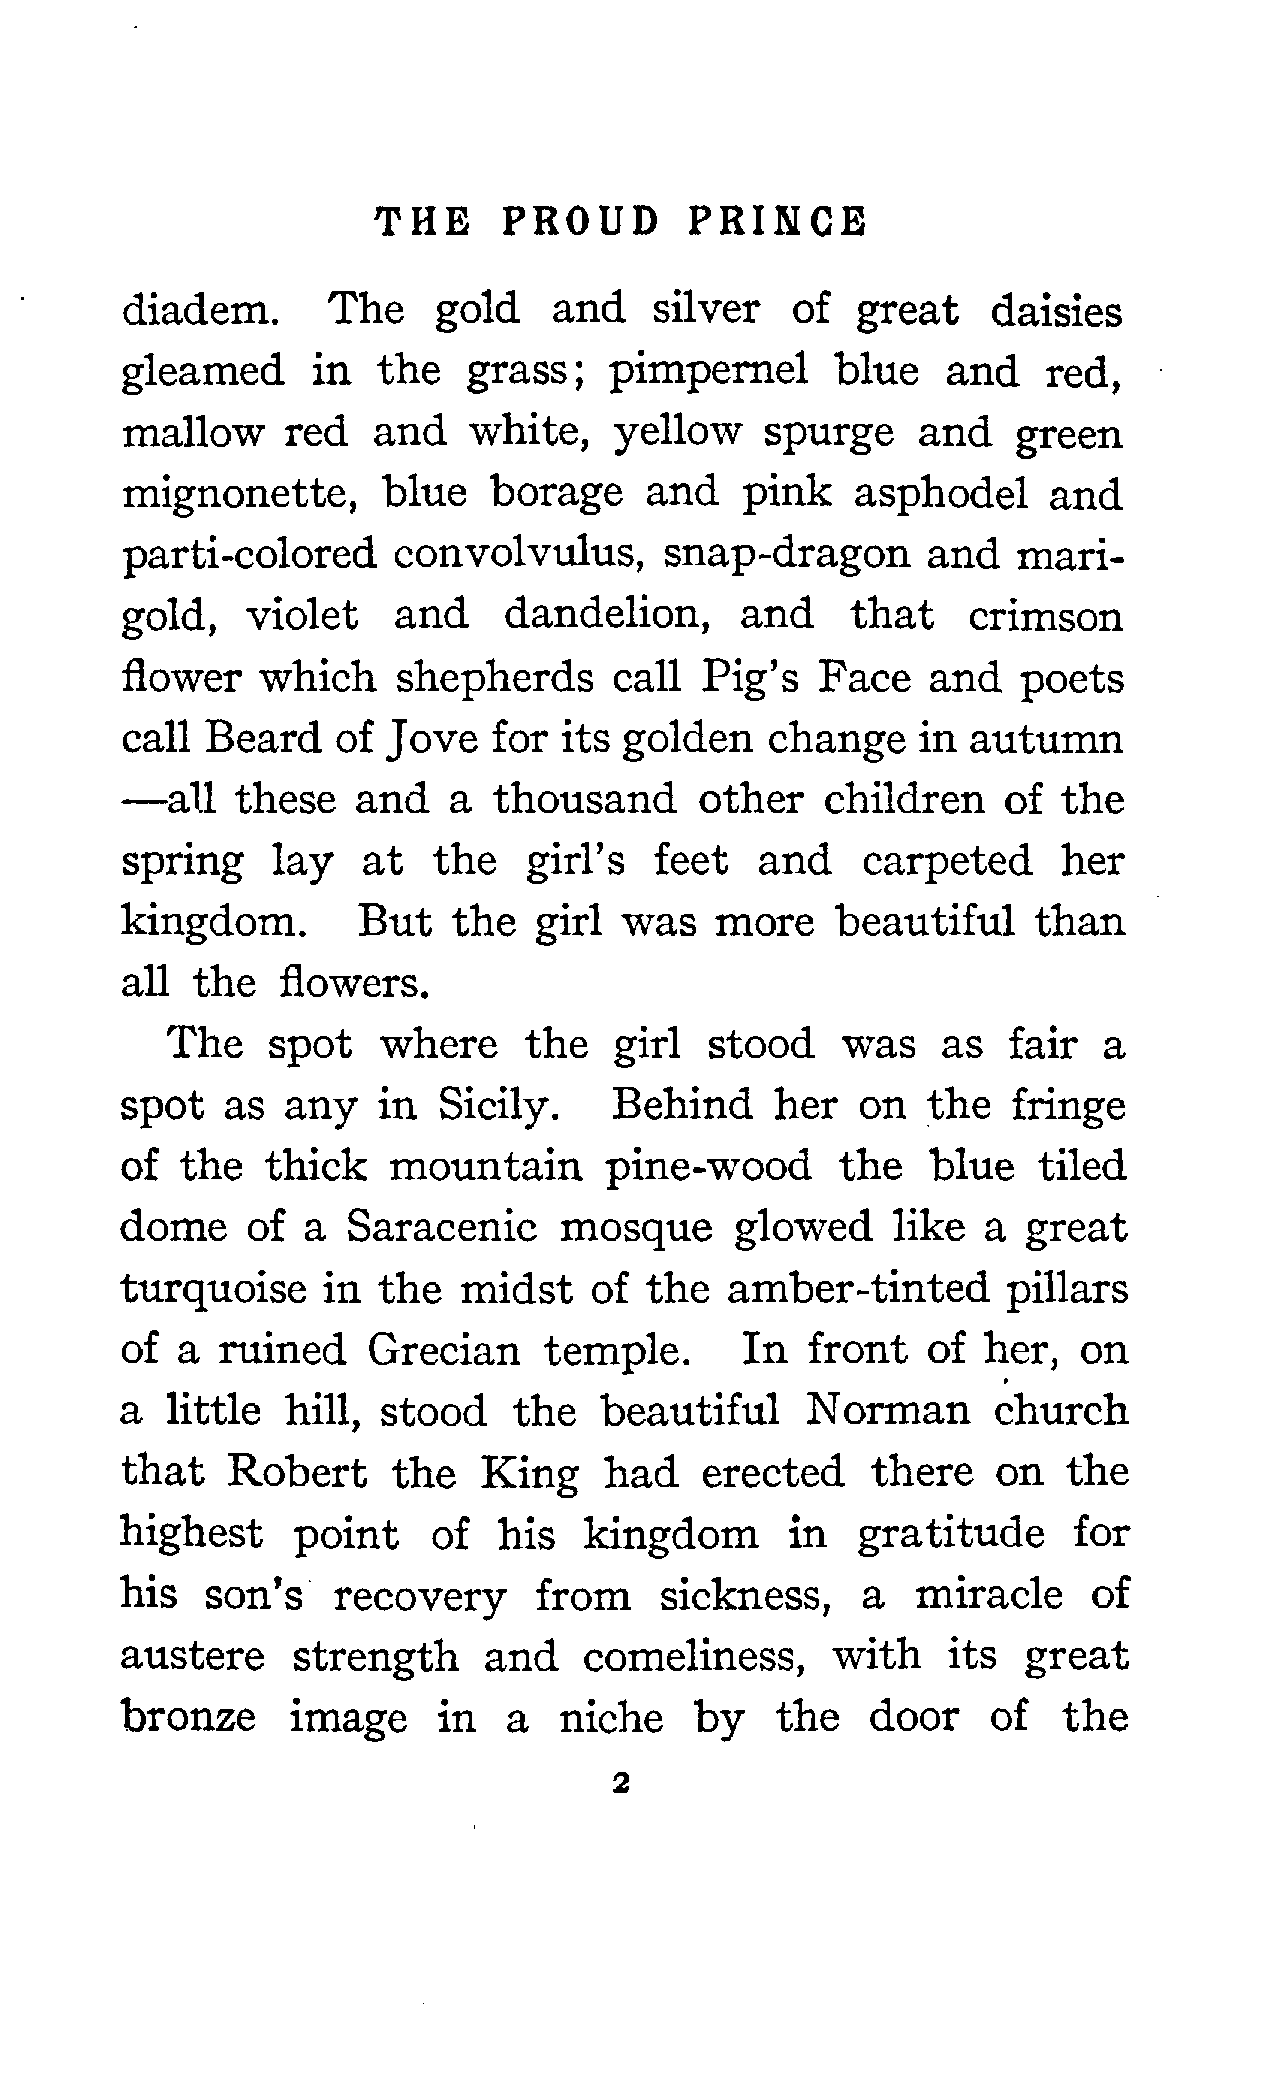 THE PROUD PRINCE
diadem. The gold and silver of great daisies
gleamed in the grass; pimpernel blue and red,
mallow red and white, yellow spurge and green
mignonette, blue borage and pink asphodel and
parti-colored convolvulus, snap-dragon and mari-
gold, violet and dandelion, and that crimson
flower which shepherds call Pig's Face and poets
call Beard of Jove for its golden change in autumn
—all these and a thousand other children of the
spring lay at the girl's feet and carpeted her
kingdom. But the girl was more beautiful than
all the flowers.
The spot where the girl stood was as fair a
spot as any in Sicily. Behind her on the fringe
of the thick mountain pine-wood the blue tiled
dome of a Saracenic mosque glowed like a great
turquoise in the midst of the amber-tinted pillars
of a ruined Grecian temple. In front of her, on
a little hill, stood the beautiful Norman church
that Robert the King had erected there on the
highest point of his kingdom in gratitude for
his son's recovery from sickness, a miracle of
austere strength and comeliness, with its great
bronze image in a niche by the door of the
2